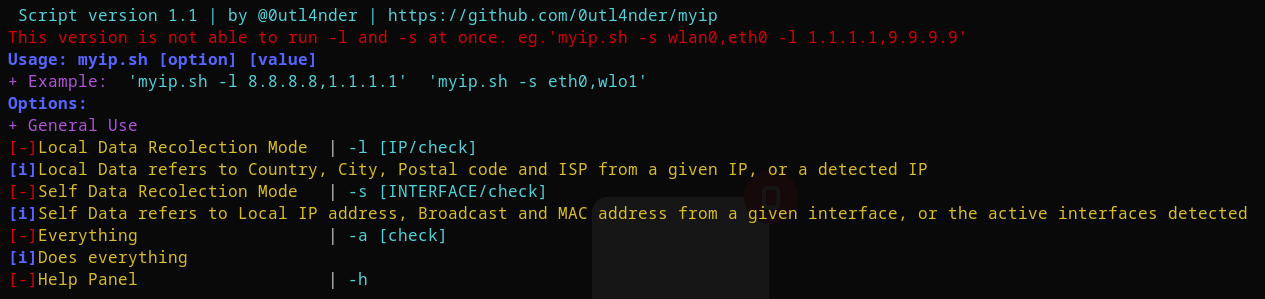 Script version 1.1 | by @0utl4nder | https://github.com/0utl4nder/myip
This version is not able to run -l and -s at once. eg.'myip.sh -s wlan0,eth0 -l 1.1.1.1,9.9.9.9'
Usage: myip.sh [option] [value]
+ Example:  'myip.sh -l 8.8.8.8,1.1.1.1'  'myip.sh -s eth0,wlo1'
Options:
+ General Use
[-]Local Data Recolection Mode  | -l [IP/check]
[i]Local Data refers to Country, City, Postal code and ISP from a given IP, or a detected IP
[-]Self Data Recolection Mode   | -s [INTERFACE/check]
[i]Self Data refers to Local IP address, Broadcast and MAC address from a given interface, or the active interfaces detected
[-]Everything                   | -a [check]
[i]Does everything
[-]Help Panel                   | -h